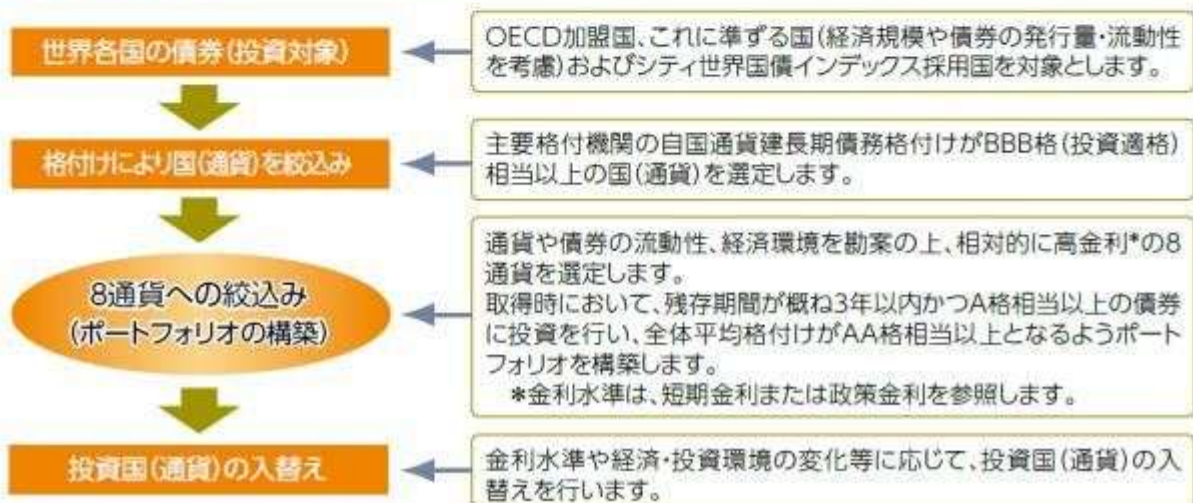 世界各国の債券(投資対象)
OECD加盟国、これに準ずる国(経済規模や債券の発行量・流動性
を考慮)およびシティ世界国債インデックス採用国を対象とします。
格付けにより国(通貨)を絞込み
主要格付機関の自国通貨建長期債務格付けがBBB格(投資適格)
相当以上の国(通貨)を選定します。
8通貨への絞込み
(ポートフォリオの構築)
通貨や債券の流動性、経済環境を勘案の上、相対的に高金利*の8
通貨を選定します。
取得時において、残存期間が概ね3年以内かつA格相当以上の債券
に投資を行い、全体平均格付けがAA格相当以上となるようポート
フォリオを構築します。
*金利水準は、短期金利または政策金利を参照します。
投資国(通貨)の入替え
金利水準や経済・投資環境の変化等に応じて、投資国(通貨)の入
替えを行います。